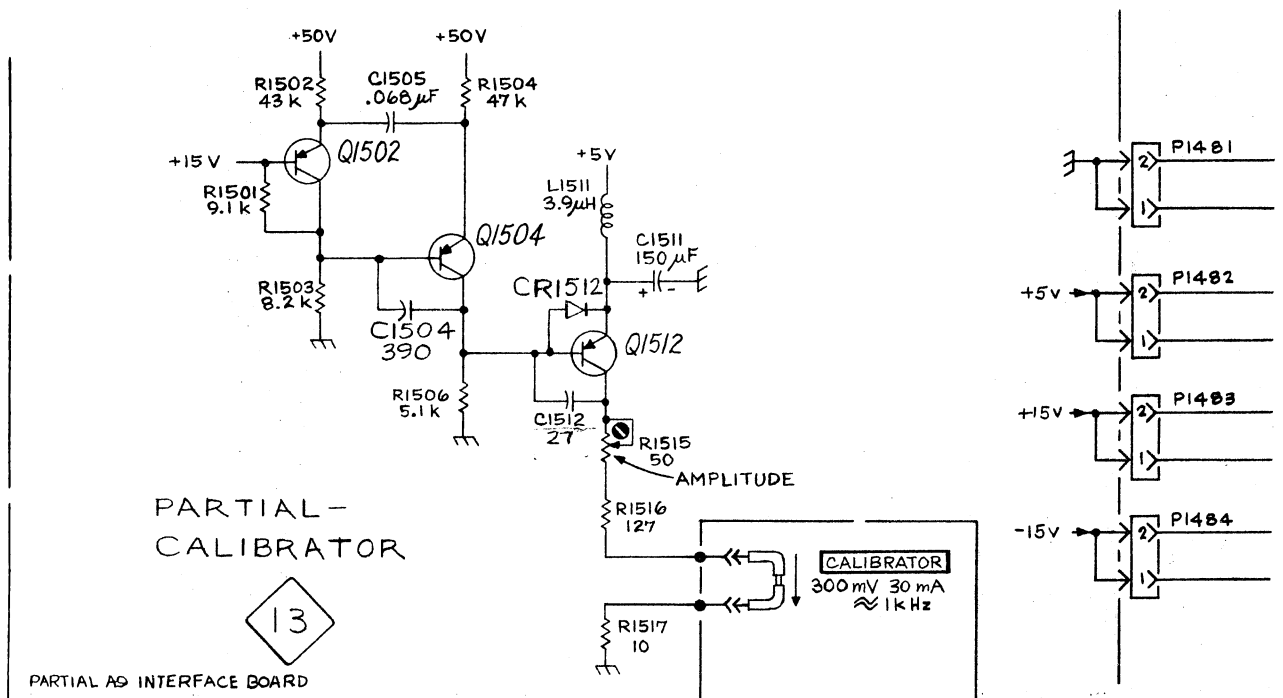 +50V
+50V
R1502
43k
C1505
.068µF
R1504
47k
Q1502
+15V
R1501
9.1k
Q1504
+5V
L1511
3.9µH
C1511
150µF
+ -
R1503
8.2k
C1504
390
CR1512
Q1512
R1506
5.1k
C1512
27
R1515
50
AMPLITUDE
R1516
127
CALIBRATOR
300mV 30mA
≈ 1kHz
R1517
10
PARTIAL-
CALIBRATOR
13
PARTIAL A9 INTERFACE BOARD
P1481
2
1
+5V
P1482
2
1
+15V
P1483
2
1
-15V
P1484
2
1